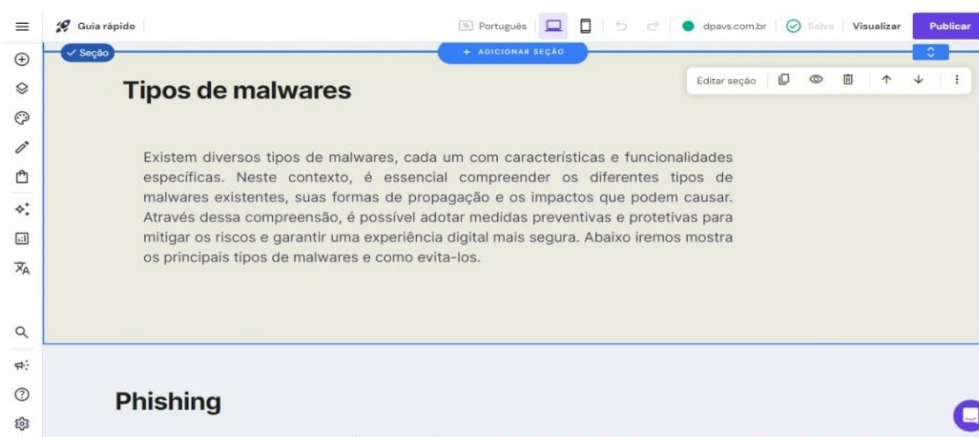 Guia rápido
Português
dpavs.com.br
Salvo
Visualizar
Publicar
Seção
+ ADICIONAR SEÇÃO
Tipos de malwares
Editar seção
Existem diversos tipos de malwares, cada um com características e funcionalidades
específicas. Neste contexto, é essencial compreender os diferentes tipos de
malwares existentes, suas formas de propagação e os impactos que podem causar.
Através dessa compreensão, é possível adotar medidas preventivas e protetivas para
mitigar os riscos e garantir uma experiência digital mais segura. Abaixo iremos mostra
os principais tipos de malwares e como evita-los.
Phishing